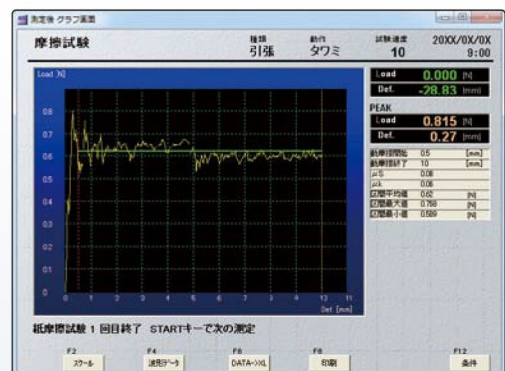 測定後 グラフ画面
摩擦試験
種類
引張
動作
タワミ
試験速度
10
20XX/0X/0X
9:00
Load [N]
0.8
0.7
0.6
0.5
0.4
0.3
0.2
0.1
0
0 1 2 3 4 5 6 7 8 9 10 11
Def. [mm]
Load 0.000 [N]
Def. -28.83 [mm]
PEAK
Load 0.815 [N]
Def. 0.27 [mm]
動摩擦開始 0.5 [mm]
動摩擦終了 10 [mm]
μS 0.08
μk 0.06
区間平均値 0.62 [N]
区間最大値 0.758 [N]
区間最小値 [N]
紙摩擦試験 1 回目終了 STARTキーで次の測定
F2
スケール
F4
波形データ
F6
DATA->XL
F8
印刷
F12
条件